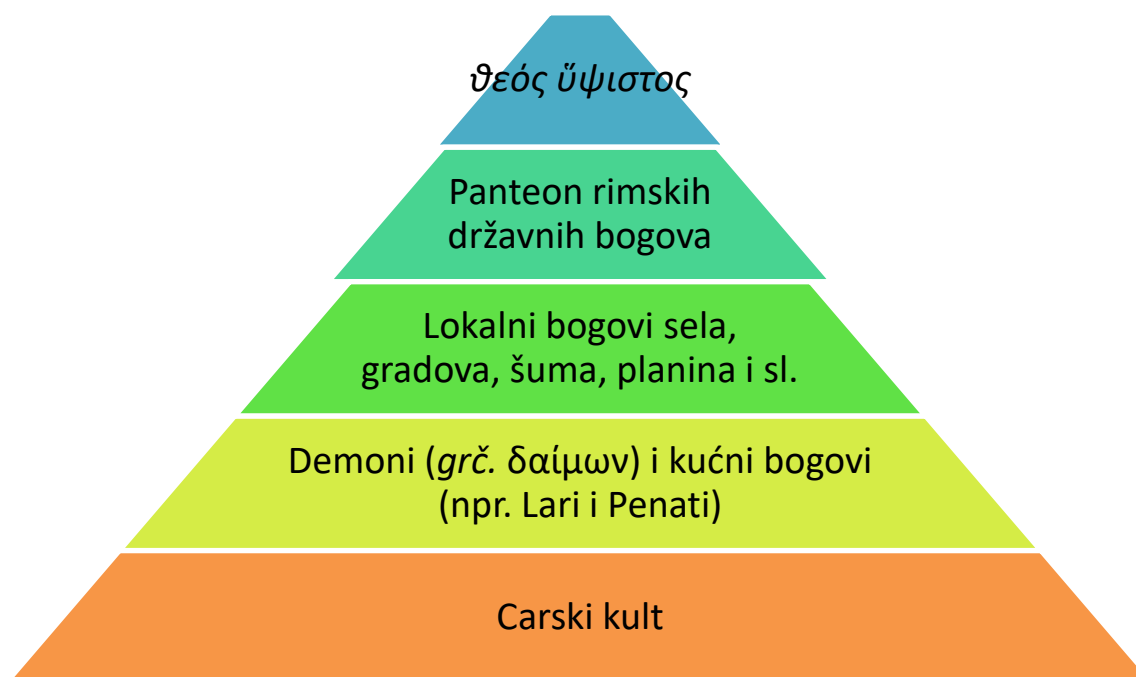 ϑεός ὕψιστος
Panteon rimskih
državnih bogova
Lokalni bogovi sela,
gradova, šuma, planina i sl.
Demoni (grč. δαίμων) i kućni bogovi
(npr. Lari i Penati)
Carski kult